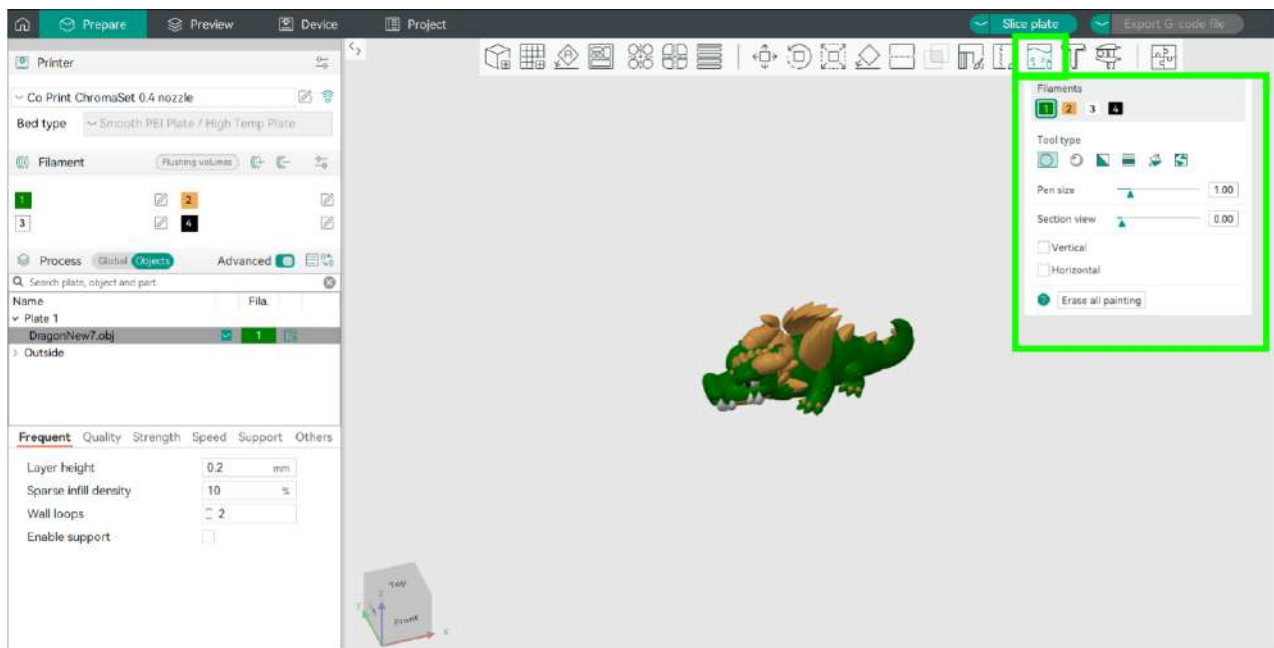 Prepare Preview Device Project Slice plate Export G-code file
Printer
Co Print ChromaSet 0.4 nozzle
Bed type Smooth PEI Plate / High Temp Plate
Filament Flushing volumes
1 2
3 4
Process Global Objects Advanced
Search plate, object and part.
Name Fila.
Plate 1
DragonNew7.obj 1
Outside
Frequent Quality Strength Speed Support Others
Layer height 0.2 mm
Sparse infill density 10 %
Wall loops 2
Enable support
Filaments
1 2 3 4
Tool type
Pen size 1.00
Section view 0.00
Vertical
Horizontal
? Erase all painting
Top
Front
z
y
x